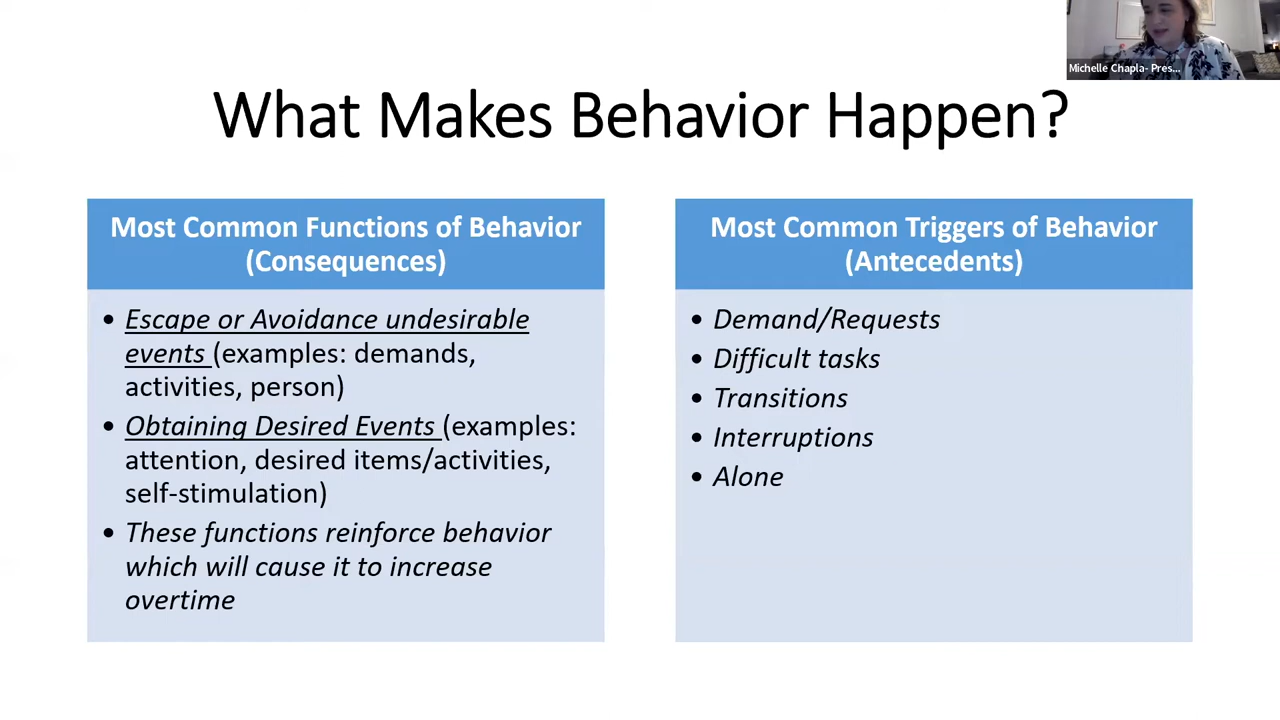 Michelle Chapla- Pres...
What Makes Behavior Happen?
Most Common Functions of Behavior
(Consequences)
• Escape or Avoidance undesirable
events (examples: demands,
activities, person)
• Obtaining Desired Events (examples:
attention, desired items/activities,
self-stimulation)
• These functions reinforce behavior
which will cause it to increase
overtime
Most Common Triggers of Behavior
(Antecedents)
• Demand/Requests
• Difficult tasks
• Transitions
• Interruptions
• Alone